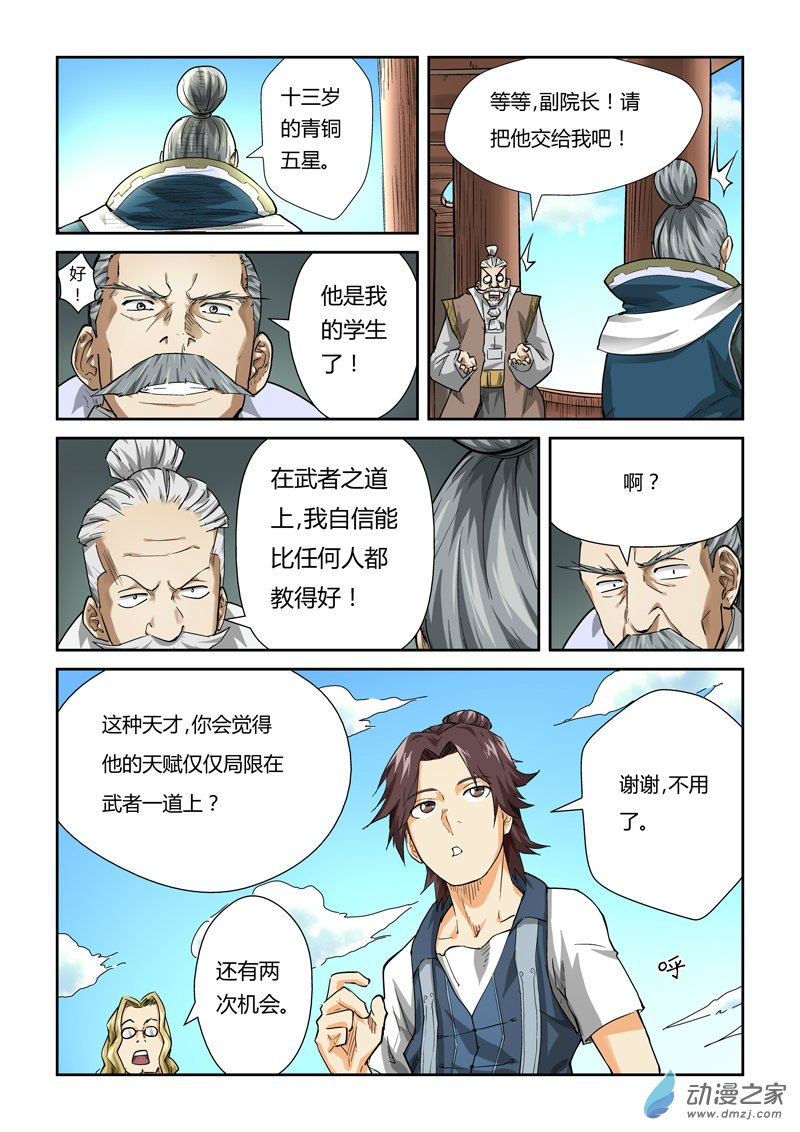 十三岁
的青铜
五星。
等等,副院长！请
把他交给我吧！
好！
他是我
的学生
了！
在武者之道
上,我自信能
比任何人都
教得好！
啊？
这种天才,你会觉得
他的天赋仅仅局限在
武者一道上？
谢谢,不用
了。
还有两
次机会。
呼
动漫之家
www.dmzj.com